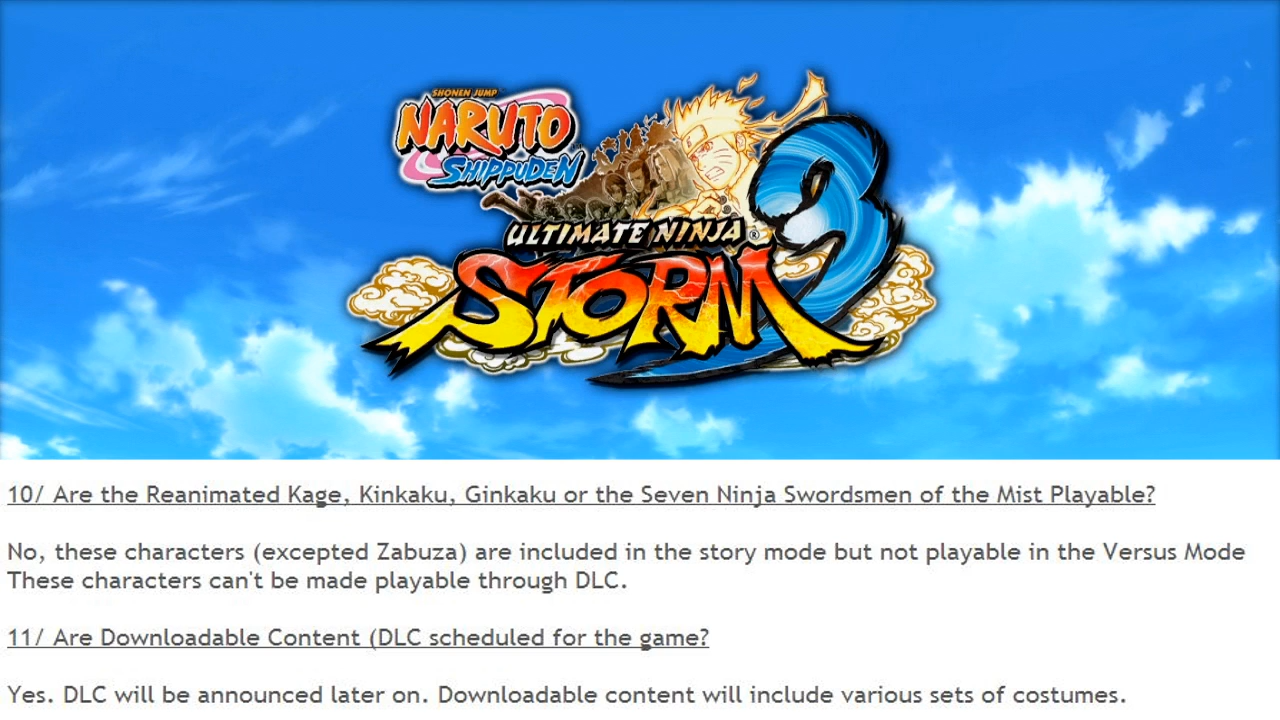 SHONEN JUMP
NARUTO
SHIPPUDEN
ULTIMATE NINJA®
STORM 3
10/ Are the Reanimated Kage, Kinkaku, Ginkaku or the Seven Ninja Swordsmen of the Mist Playable?
No, these characters (excepted Zabuza) are included in the story mode but not playable in the Versus Mode
These characters can't be made playable through DLC.
11/ Are Downloadable Content (DLC scheduled for the game?
Yes. DLC will be announced later on. Downloadable content will include various sets of costumes.